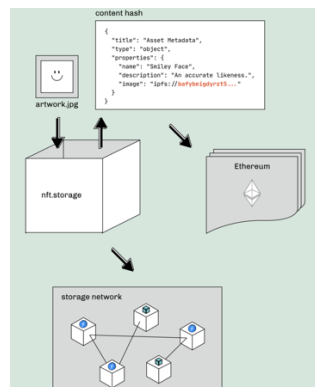 content hash
{
"title": "Asset Metadata",
"type": "object",
"properties": {
"name": "Smiley Face",
"description": "An accurate likeness.",
"image": "ipfs://
}
}
artwork.jpg
nft.storage
Ethereum
storage network